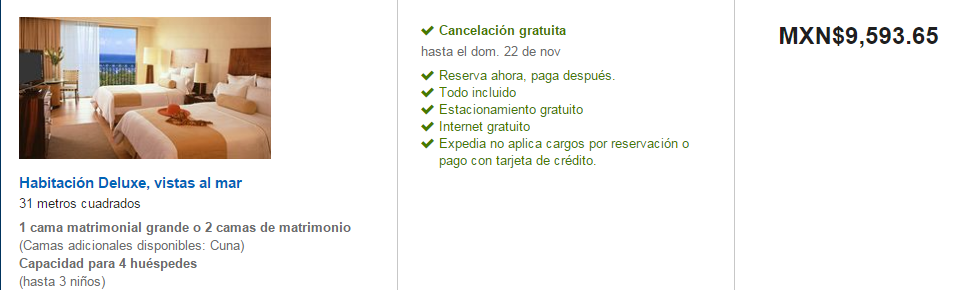 Habitación Deluxe, vistas al mar
31 metros cuadrados
1 cama matrimonial grande o 2 camas de matrimonio
(Camas adicionales disponibles: Cuna)
Capacidad para 4 huéspedes
(hasta 3 niños)
Cancelación gratuita
hasta el dom. 22 de nov
Reserva ahora, paga después.
Todo incluido
Estacionamiento gratuito
Internet gratuito
Expedia no aplica cargos por reservación o
pago con tarjeta de crédito.
MXN$9,593.65